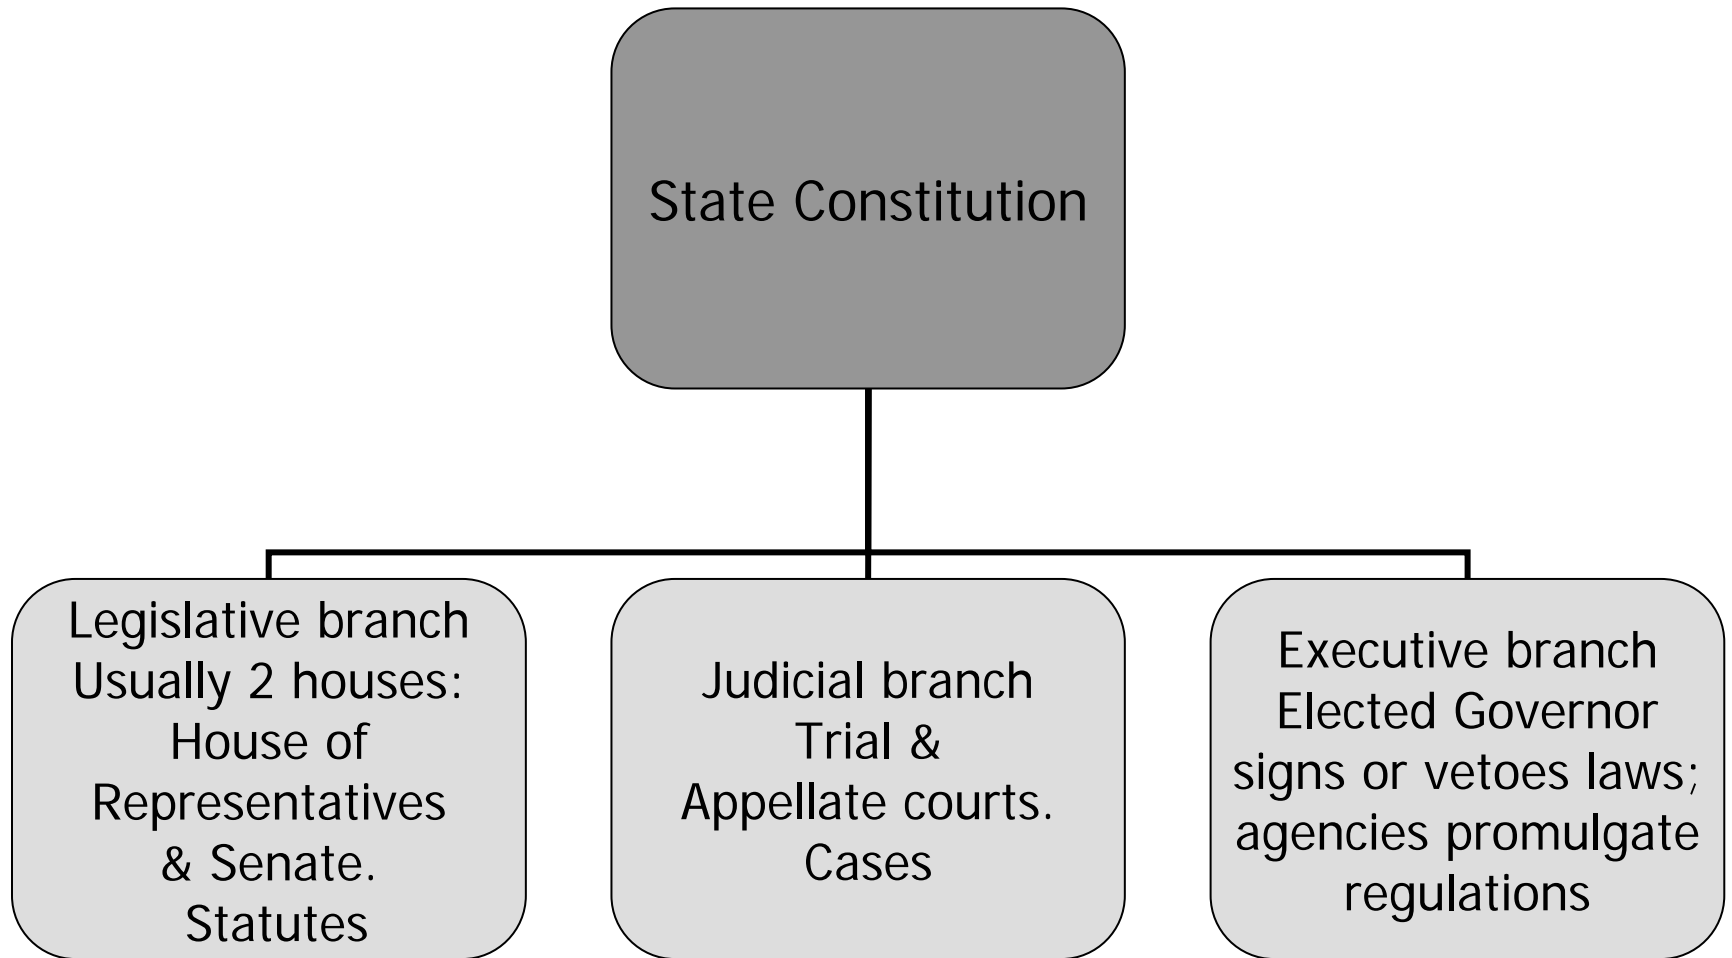 State Constitution
Legislative branch
Usually 2 houses:
House of
Representatives
& Senate.
Statutes
Judicial branch
Trial &
Appellate courts.
Cases
Executive branch
Elected Governor
signs or vetoes laws;
agencies promulgate
regulations